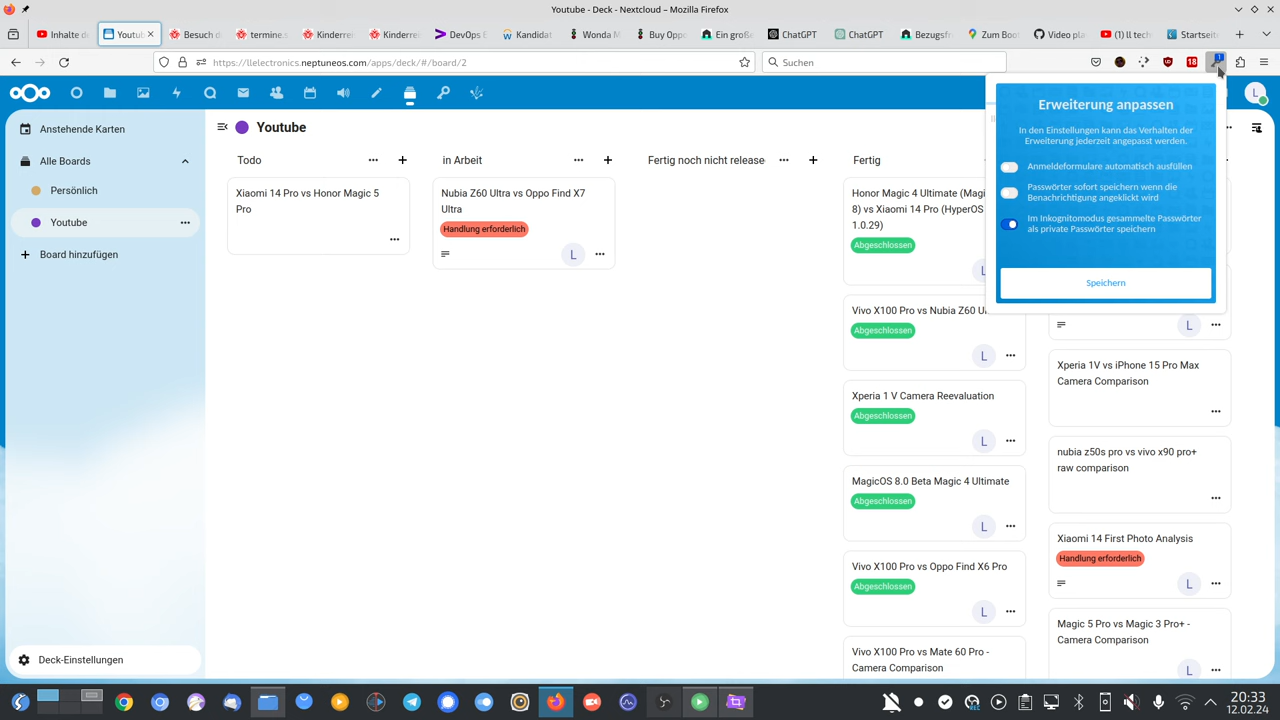 Youtube - Deck - Nextcloud – Mozilla Firefox
Inhalte de
Youtub
Besuch d
termine.s
Kinderrei
Kinderrei
DevOps E
Kandidat
Wonda M
Buy Oppo
Ein große
ChatGPT
ChatGPT
Bezugsfr
Zum Boo
Video pla
(1) ll tech
Startseite
https://llelectronics.neptuneos.com/apps/deck/#/board/2
Suchen
18
1
L
Anstehende Karten
Alle Boards
Persönlich
Youtube
Board hinzufügen
Deck-Einstellungen
Youtube
Todo
Xiaomi 14 Pro vs Honor Magic 5
Pro
in Arbeit
Nubia Z60 Ultra vs Oppo Find X7
Ultra
Handlung erforderlich
L
Fertig noch nicht release
Fertig
Honor Magic 4 Ultimate (Magi
8) vs Xiaomi 14 Pro (HyperOS
1.0.29)
Abgeschlossen
L
Vivo X100 Pro vs Nubia Z60 U
Abgeschlossen
L
Xperia 1 V Camera Reevaluation
Abgeschlossen
L
MagicOS 8.0 Beta Magic 4 Ultimate
Abgeschlossen
L
Vivo X100 Pro vs Oppo Find X6 Pro
Abgeschlossen
L
Vivo X100 Pro vs Mate 60 Pro -
Camera Comparison
L
Xperia 1V vs iPhone 15 Pro Max
Camera Comparison
nubia z50s pro vs vivo x90 pro+
raw comparison
Xiaomi 14 First Photo Analysis
Handlung erforderlich
L
Magic 5 Pro vs Magic 3 Pro+ -
Camera Comparison
L
Erweiterung anpassen
In den Einstellungen kann das Verhalten der
Erweiterung jederzeit angepasst werden.
Anmeldeformulare automatisch ausfüllen
Passwörter sofort speichern wenn die
Benachrichtigung angeklickt wird
Im Inkognitomodus gesammelte Passwörter
als private Passwörter speichern
Speichern
20:33
12.02.24